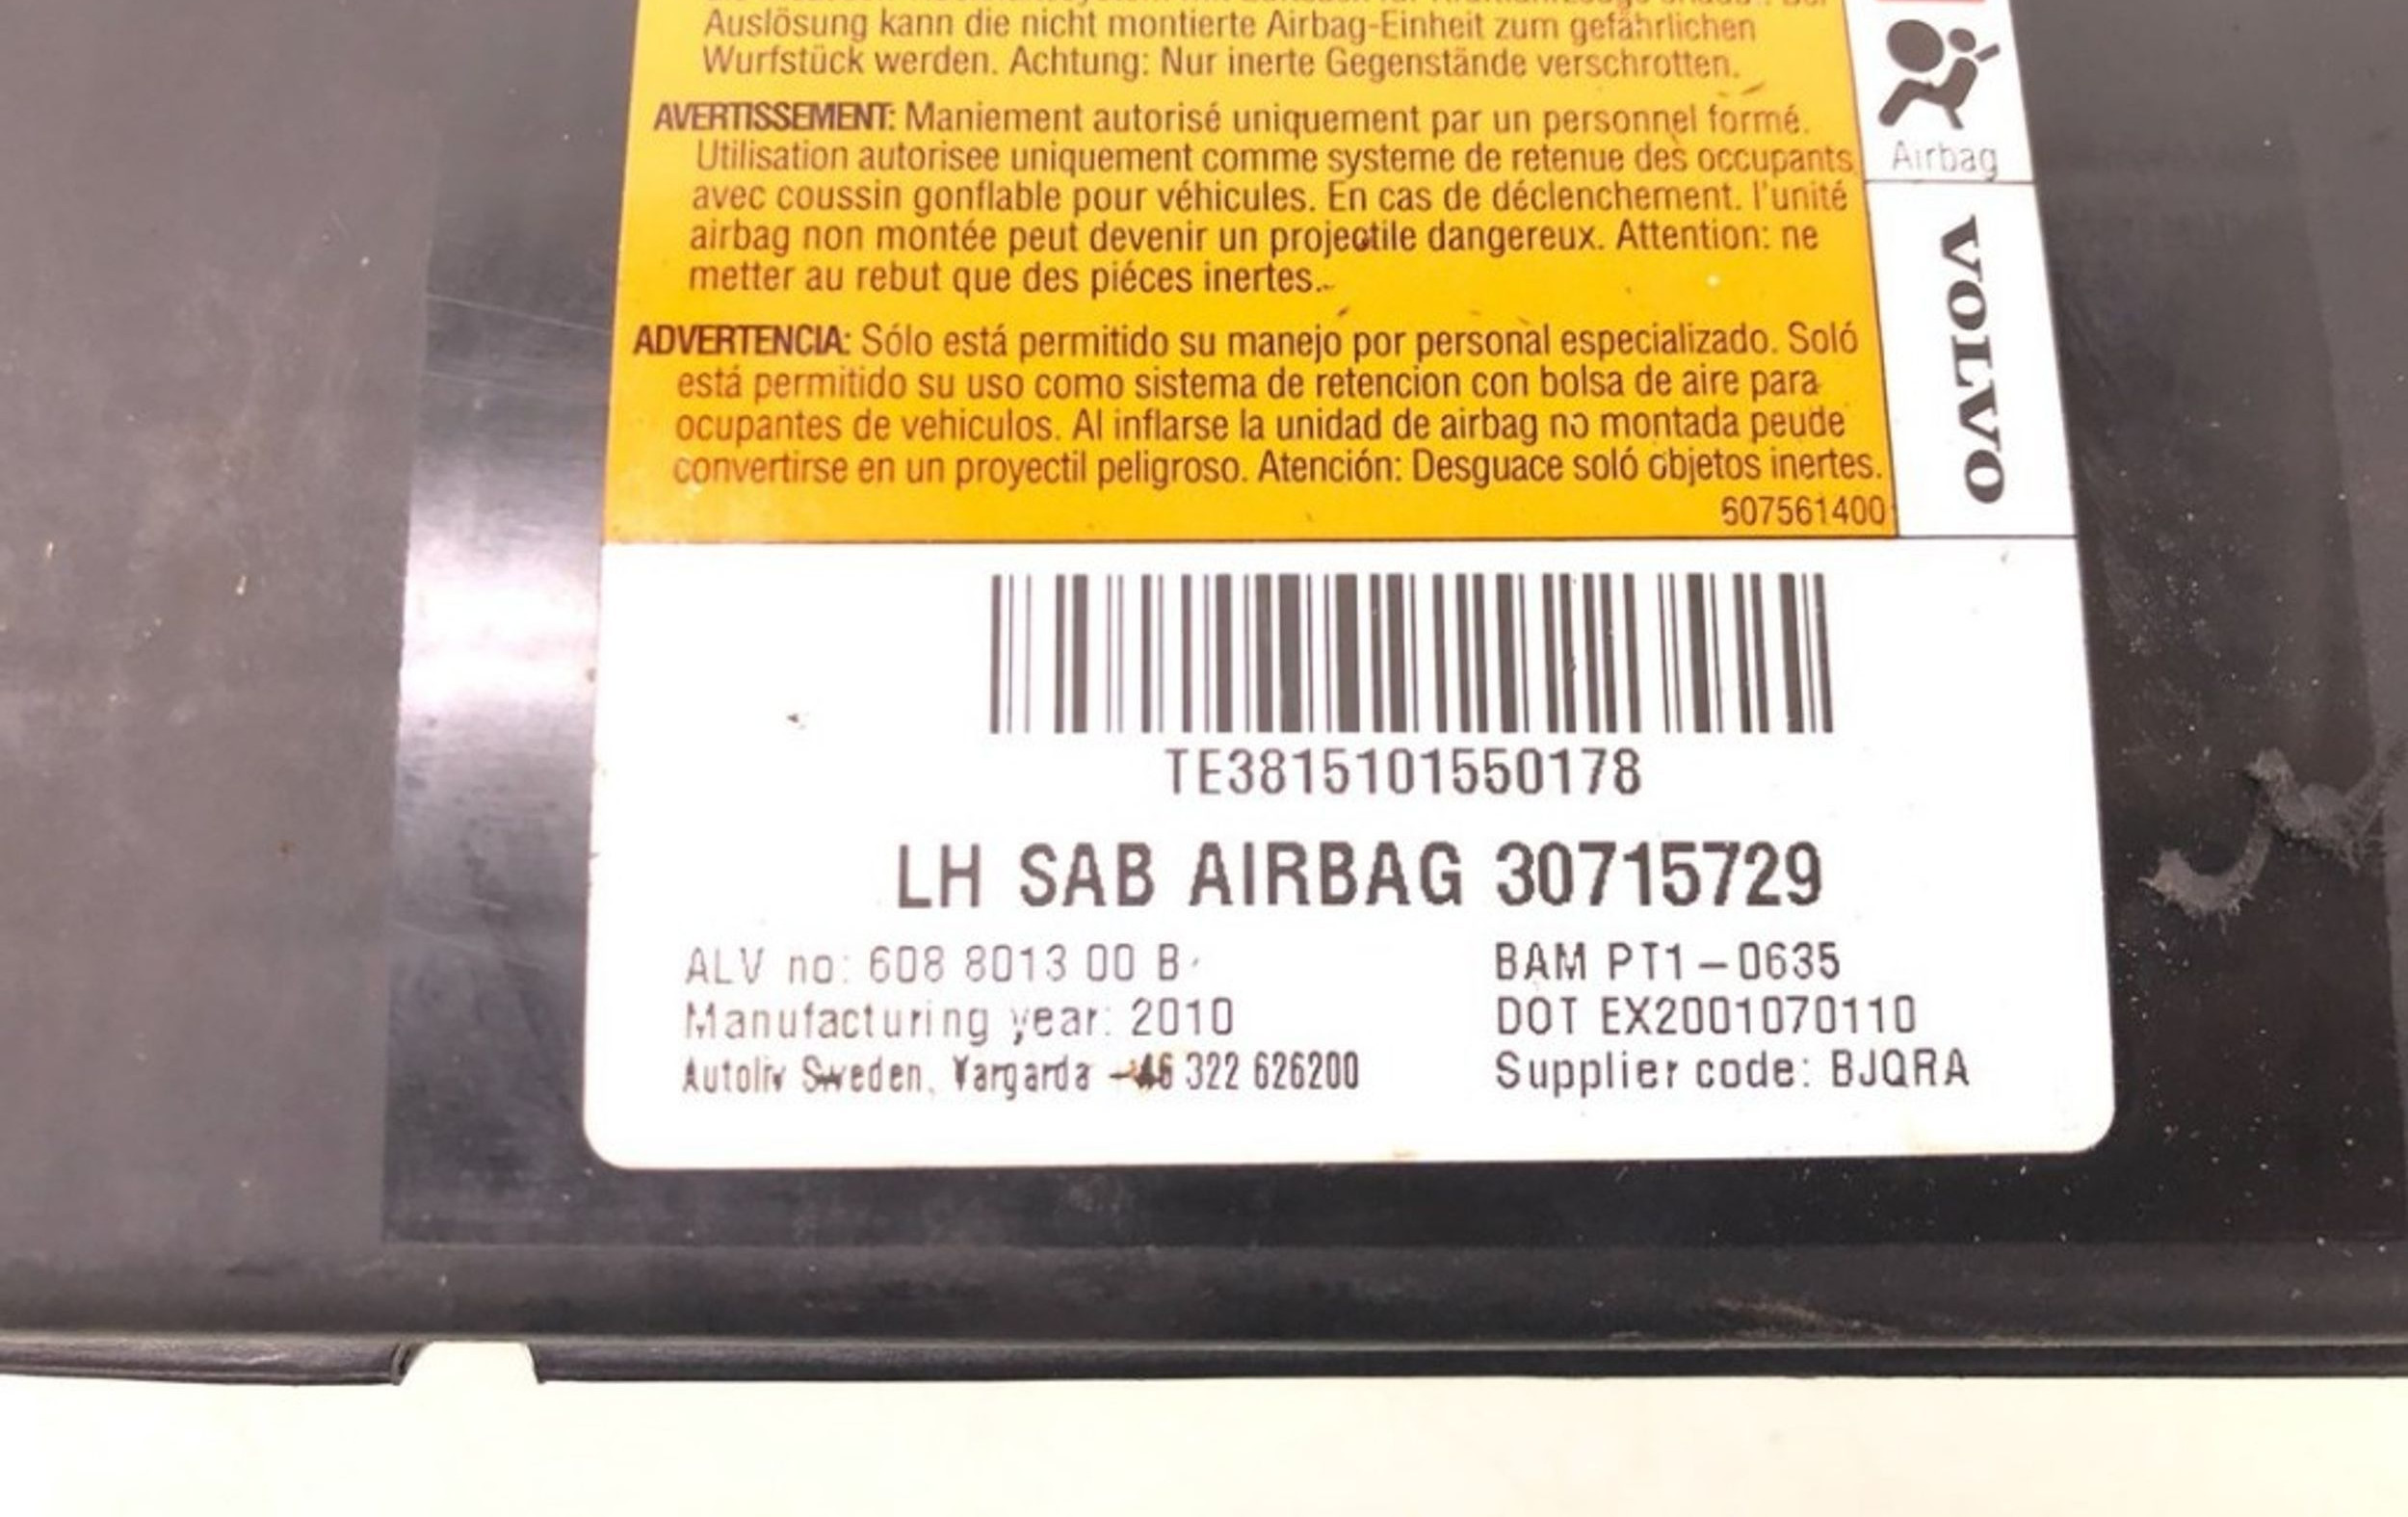 Auslösung kann die nicht montierte Airbag-Einheit zum gefährlichen
Wurfstück werden. Achtung: Nur inerte Gegenstände verschrotten.
AVERTISSEMENT: Maniement autorisé uniquement par un personnel formé.
Utilisation autorisee uniquement comme systeme de retenue des occupants
avec coussin gonflable pour véhicules. En cas de déclenchement. l'unité
airbag non montée peut devenir un projectile dangereux. Attention: ne
metter au rebut que des piéces inertes.
ADVERTENCIA: Sólo está permitido su manejo por personal especializado. Soló
está permitido su uso como sistema de retencion con bolsa de aire para
ocupantes de vehiculos. Al inflarse la unidad de airbag no montada peude
convertirse en un proyectil peligroso. Atención: Desguace soló objetos inertes.
607561400
Airbag
VOLVO
TE3815101550178
LH SAB AIRBAG 30715729
ALV no: 608 8013 00 B
Manufacturing year: 2010
Autoliv Sweden, Vargarda +46 322 626200
BAM PT1-0635
DOT EX2001070110
Supplier code: BJQRA